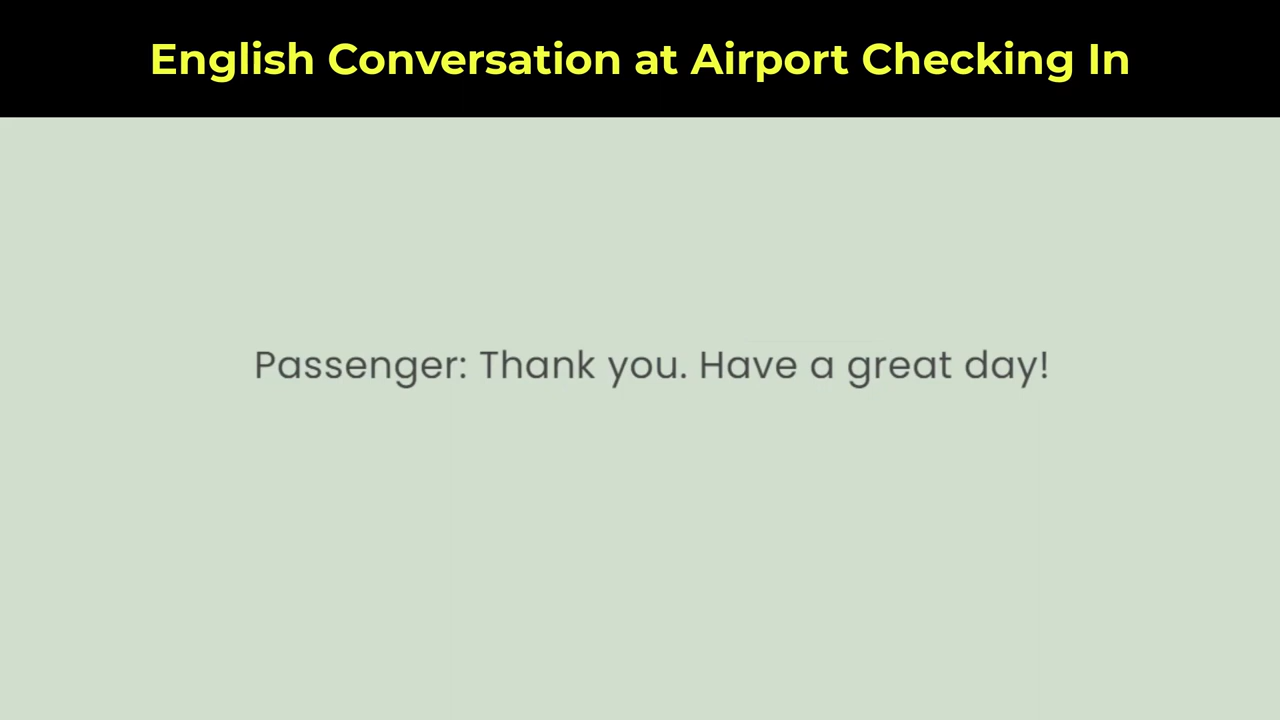 English Conversation at Airport Checking In
Passenger: Thank you. Have a great day!